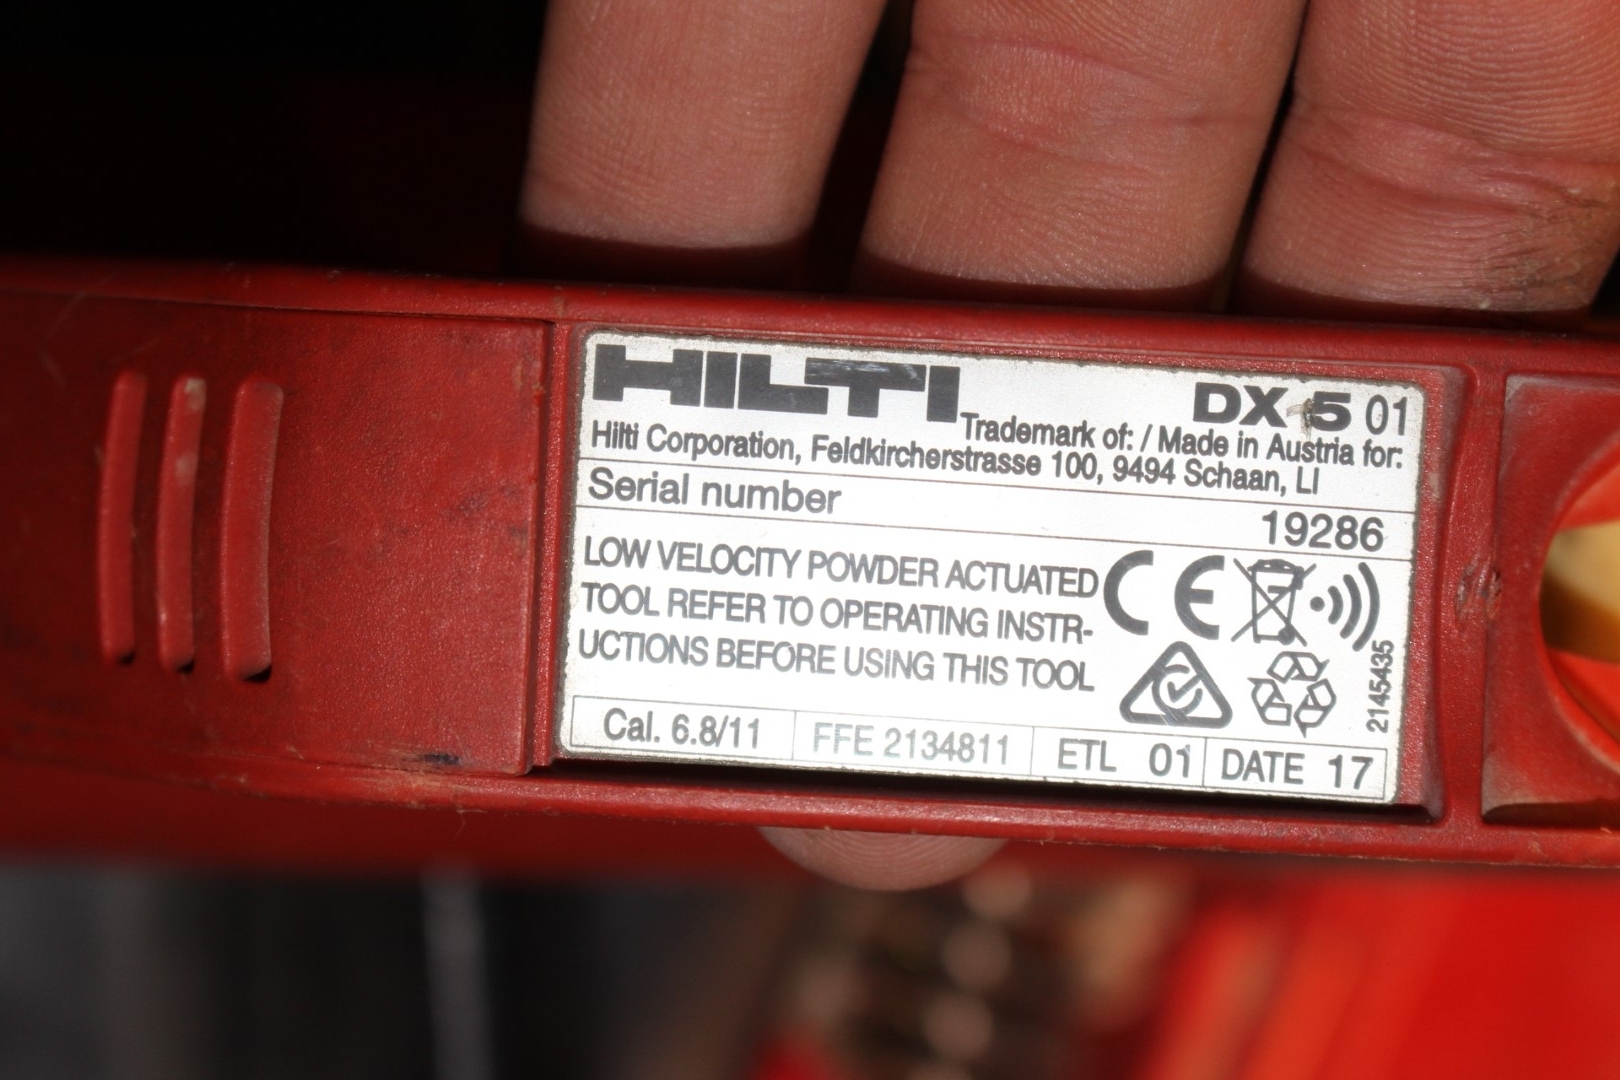 HILTI DX 5 01
Trademark of: / Made in Austria for:
Hilti Corporation, Feldkircherstrasse 100, 9494 Schaan, LI
Serial number 19286
LOW VELOCITY POWDER ACTUATED
TOOL REFER TO OPERATING INSTR-
UCTIONS BEFORE USING THIS TOOL
CE
2145435
Cal. 6.8/11 FFE 2134811 ETL 01 DATE 17